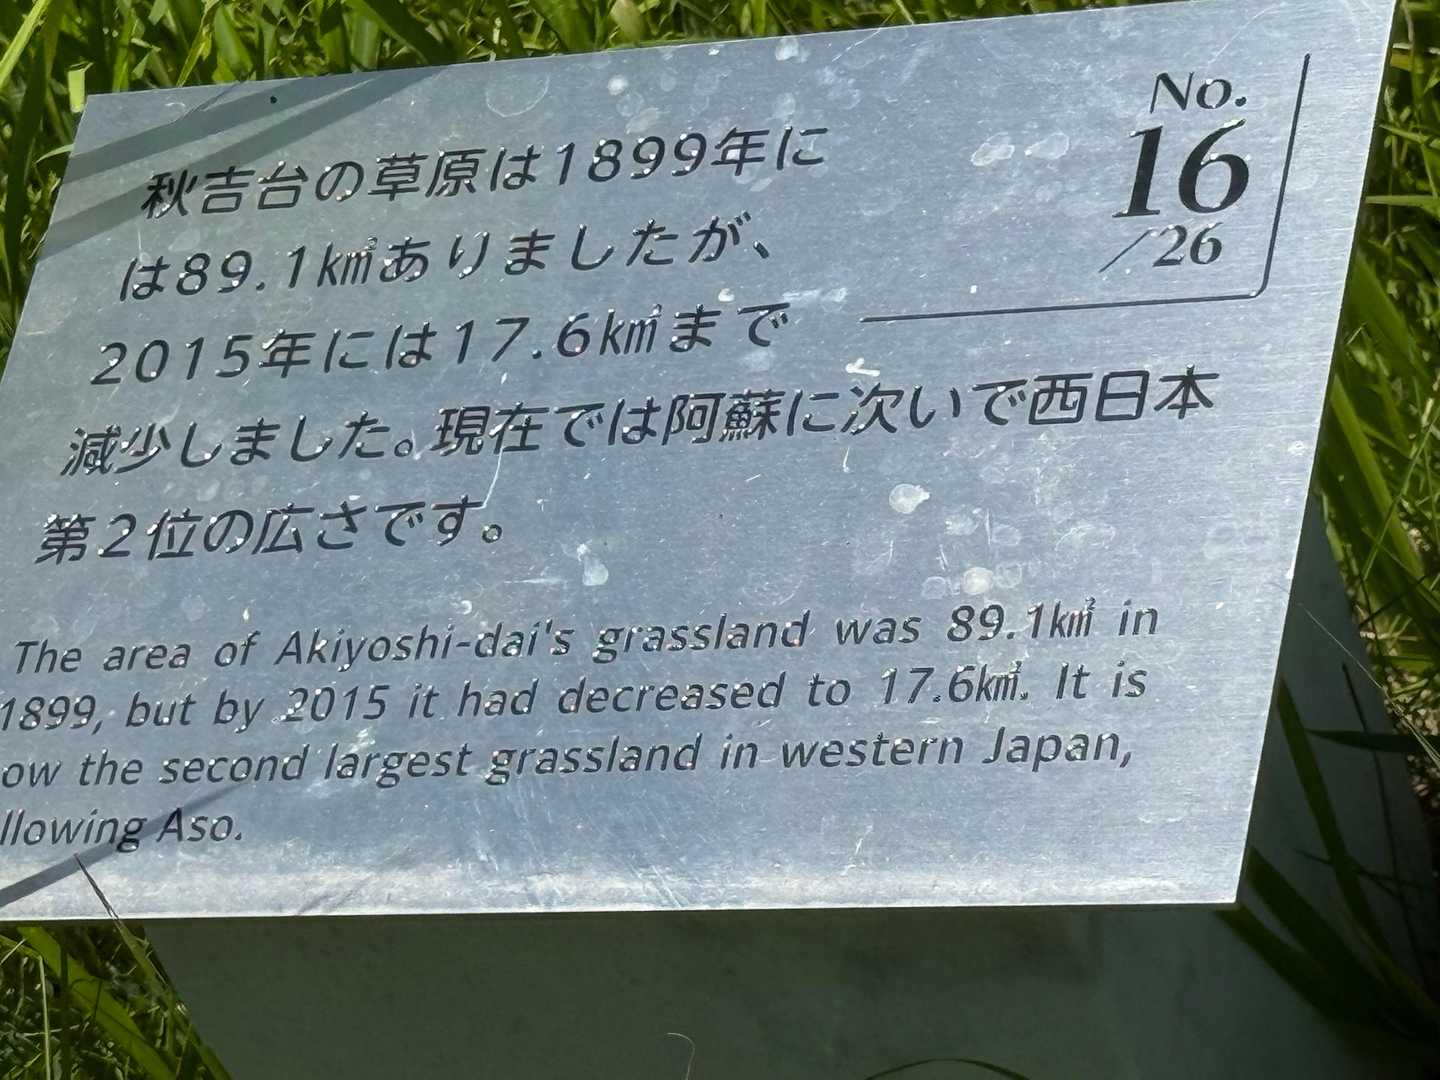 No.
16
/26
秋吉台の草原は1899年に
は89.1㎢ありましたが、
2015年には17.6㎢まで
減少しました。現在では阿蘇に次いで西日本
第2位の広さです。
The area of Akiyoshi-dai's grassland was 89.1㎢ in
1899, but by 2015 it had decreased to 17.6㎢. It is
ow the second largest grassland in western Japan,
llowing Aso.